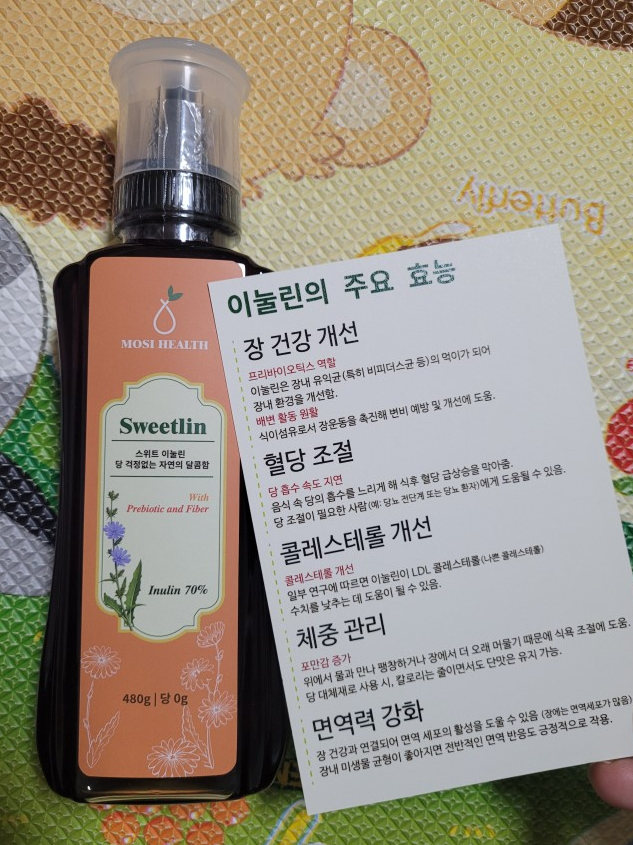 Butterfly
MOSI HEALTH
Sweetlin
스위트 이눌린
당 걱정없는 자연의 달콤함
With
Prebiotic and Fiber
Inulin 70%
480g | 당 0g
이눌린의 주요 효능
장 건강 개선
프리바이오틱스 역할
이눌린은 장내 유익균(특히 비피더스균 등)의 먹이가 되어
장내 환경을 개선함.
배변 활동 원활
식이섬유로서 장운동을 촉진해 변비 예방 및 개선에 도움.
혈당 조절
당 흡수 속도 지연
음식 속 당의 흡수를 느리게 해 식후 혈당 급상승을 막아줌.
당 조절이 필요한 사람(예: 당뇨 전단계 또는 당뇨 환자)에게 도움될 수 있음.
콜레스테롤 개선
콜레스테롤 개선
일부 연구에 따르면 이눌린이 LDL 콜레스테롤(나쁜 콜레스테롤)
수치를 낮추는 데 도움이 될 수 있음.
체중 관리
포만감 증가
위에서 물과 만나 팽창하거나 장에서 더 오래 머물기 때문에 식욕 조절에 도움.
당 대체재로 사용 시, 칼로리는 줄이면서도 단맛은 유지 가능.
면역력 강화
장 건강과 연결되어 면역 세포의 활성을 도울 수 있음 (장에는 면역세포가 많음)
장내 미생물 균형이 좋아지면 전반적인 면역 반응도 긍정적으로 작용.